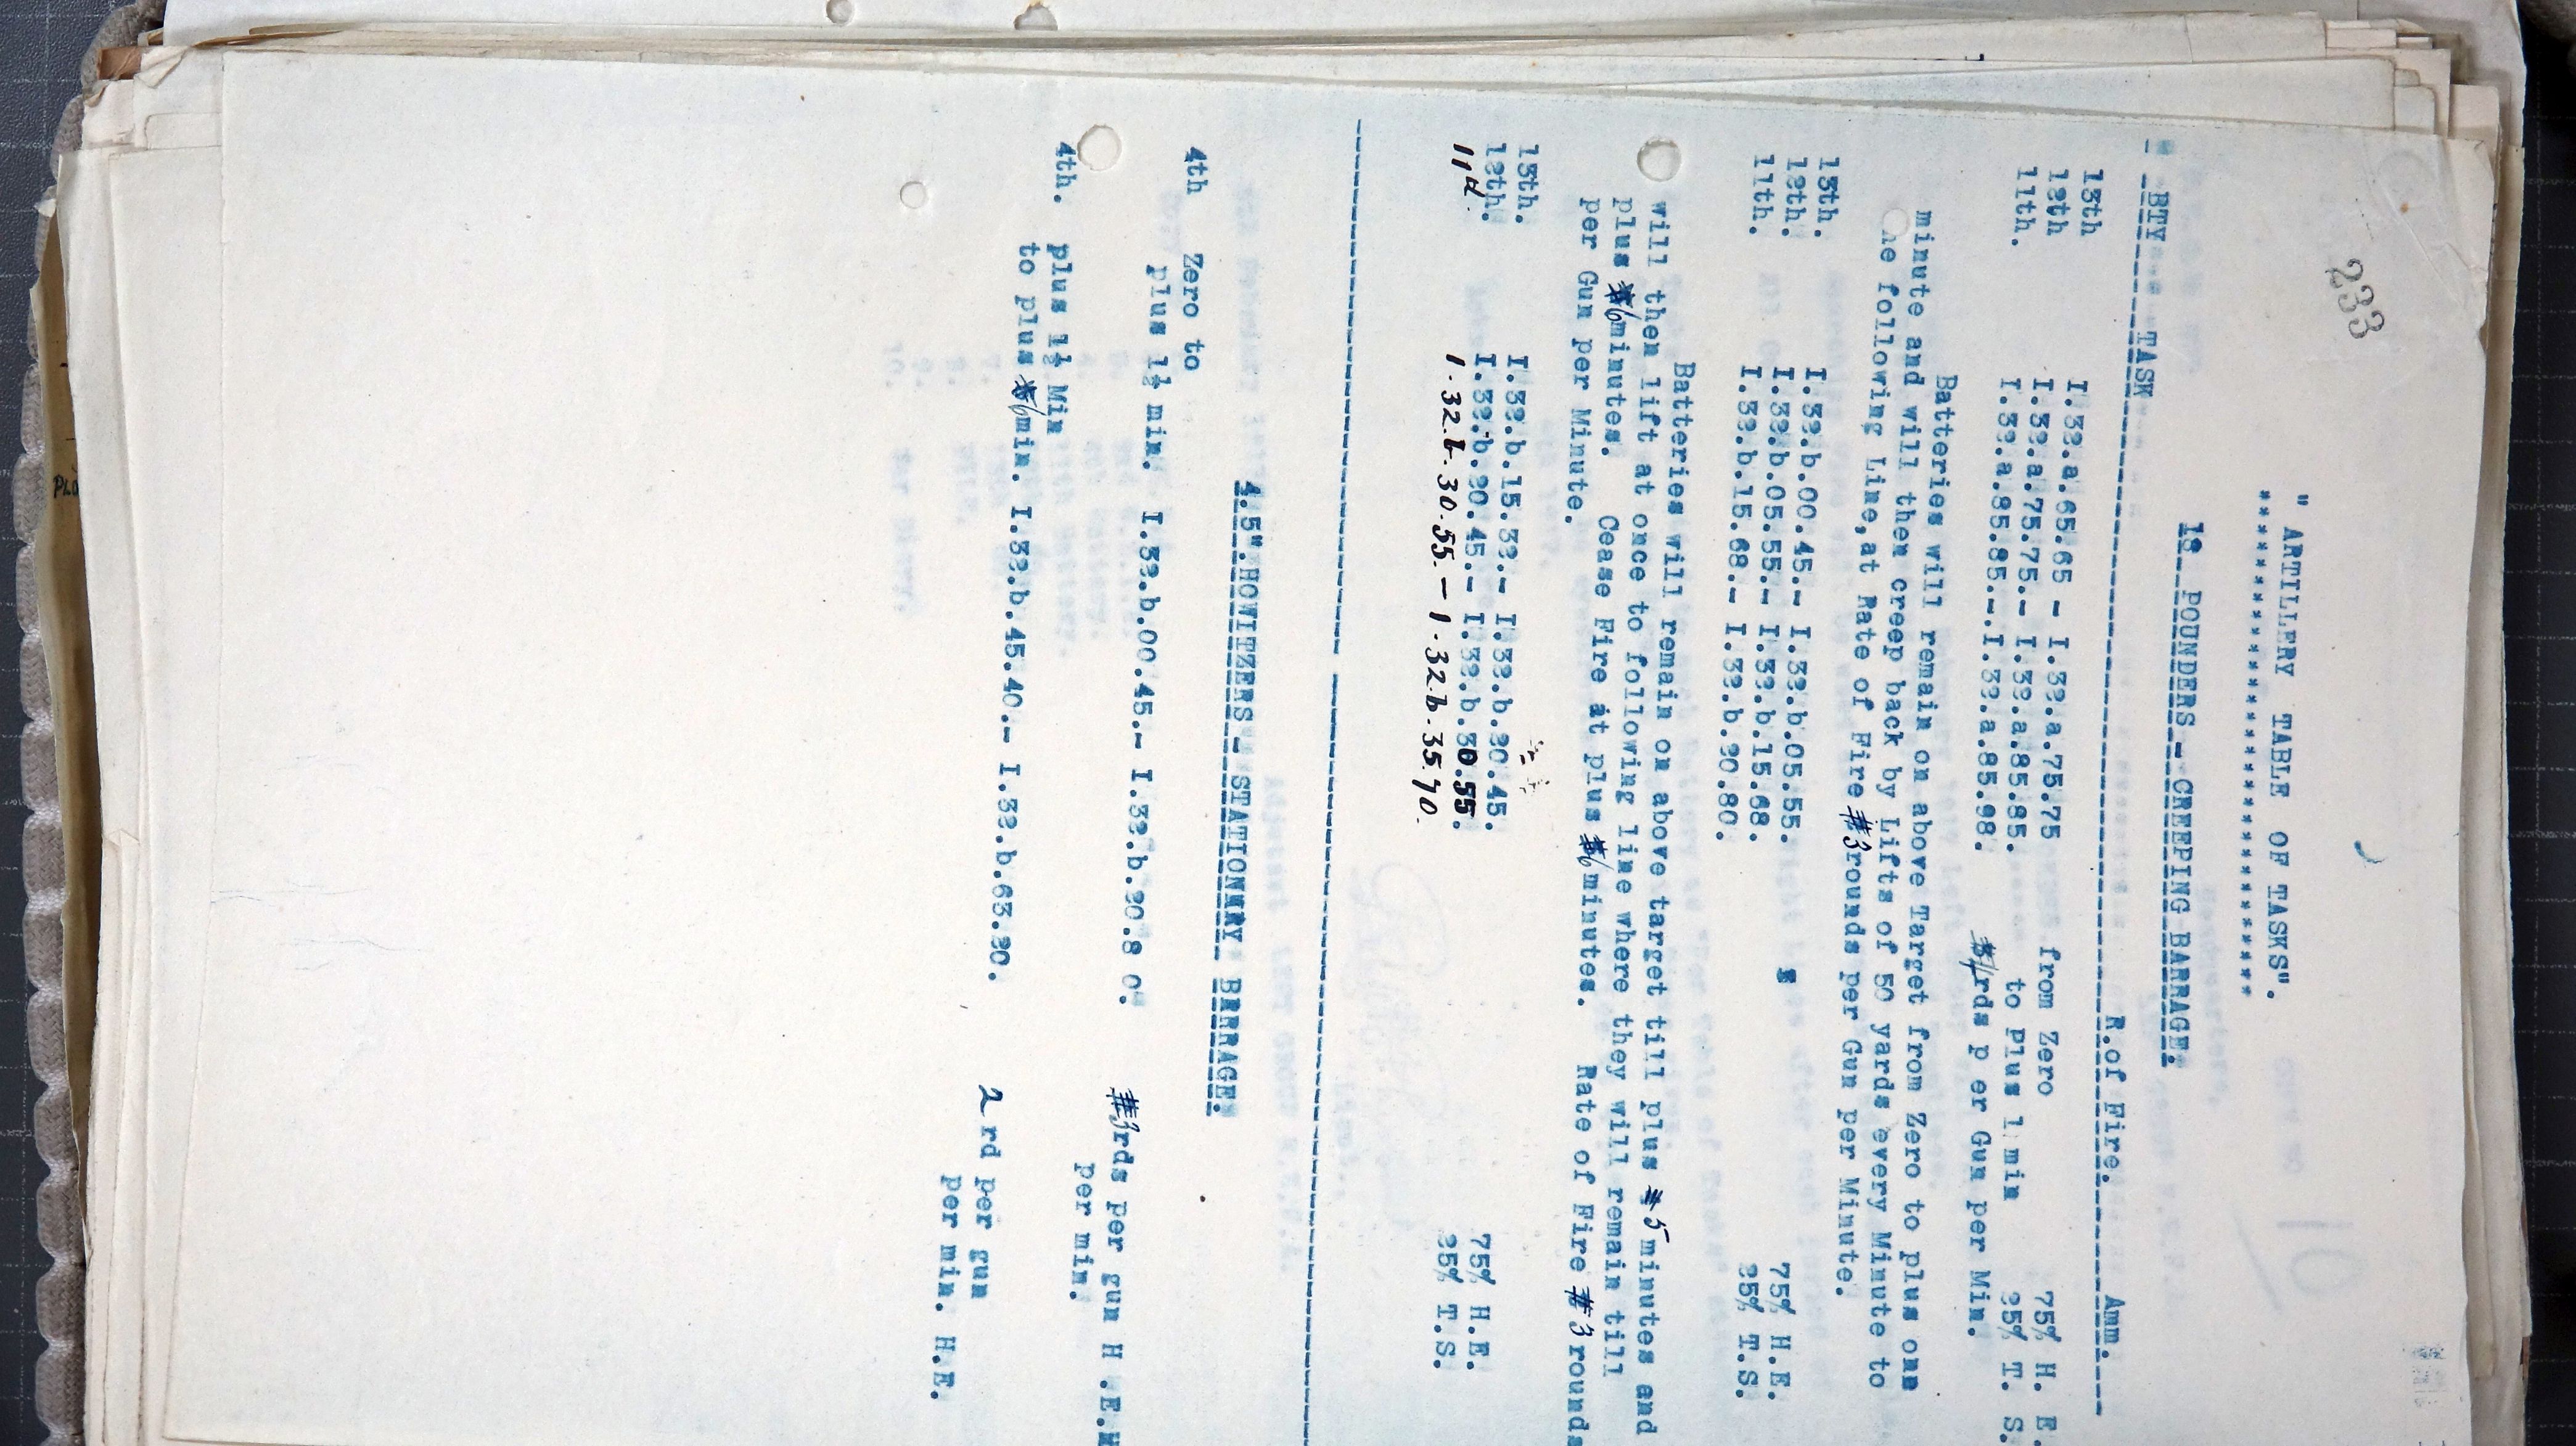 233
" ARTILLERY TABLE OF TASKS".
************************
18 POUNDERS - CREEPING BARRAGE.
BTY TASK R.of Fire. Amm.
13th I.32.a.65.65 - I.32.a.75.75 from Zero 75% H. E.
12th I.32.a.75.75.- I.32.a.85.85. to Plus 1 min 25% T. S.
11th. I.32.a.85.85.- I.32.a.85.98. rds p er Gun per Min.
Batteries will remain on above Target from Zero to plus one
minute and will then creep back by Lifts of 50 yards every Minute to
he following Line,at Rate of Fire 3 rounds per Gun per Minute.
13th. I.32.b.00.45.- I.32.b.05.55.
12th. I.32.b.05.55.- I.32.b.15.68. 75% H.E.
11th. I.32.b.15.68.- I.32.b.20.80. 25% T.S.
Batteries will remain on above target till plus 5 minutes and
will then lift at once to following line where they will remain till
plus 6 minutes. Cease Fire at plus 6 minutes. Rate of Fire 3 rounds
per Gun per Minute.
13th. I.32.b.15.32.- I.32.b.20.45.
12th. I.32.b.20.45.- I.32.b.30.55. 75% H.E.
11th. I.32.b.30.55. - I.32.b.35.70. 25% T.S.
4.5".HOWITZERS - STATIONARY BARRAGE.
4th Zero to
plus 1½ min. I.32.b.00.45.- I.32.b.20.8 0. 3 rds per gun H .E.
per min.
4th. plus 1½ Min
to plus 6 min. I.32.b.45.40.- I.32.b.63.20. 2 rd per gun
per min. H.E.